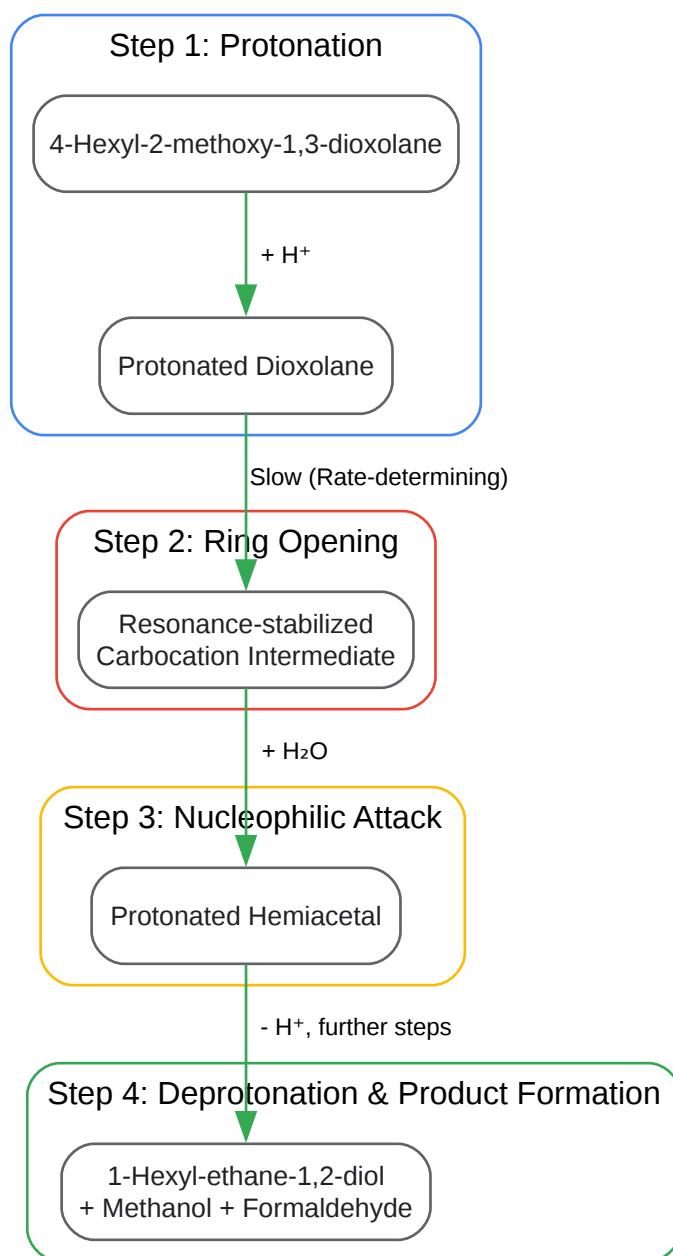 Step 1: Protonation
4-Hexyl-2-methoxy-1,3-dioxolane
+ H⁺
Protonated Dioxolane
Slow (Rate-determining)
Step 2: Ring Opening
Resonance-stabilized
Carbocation Intermediate
+ H₂O
Step 3: Nucleophilic Attack
Protonated Hemiacetal
- H⁺, further steps
Step 4: Deprotonation & Product Formation
1-Hexyl-ethane-1,2-diol
+ Methanol + Formaldehyde